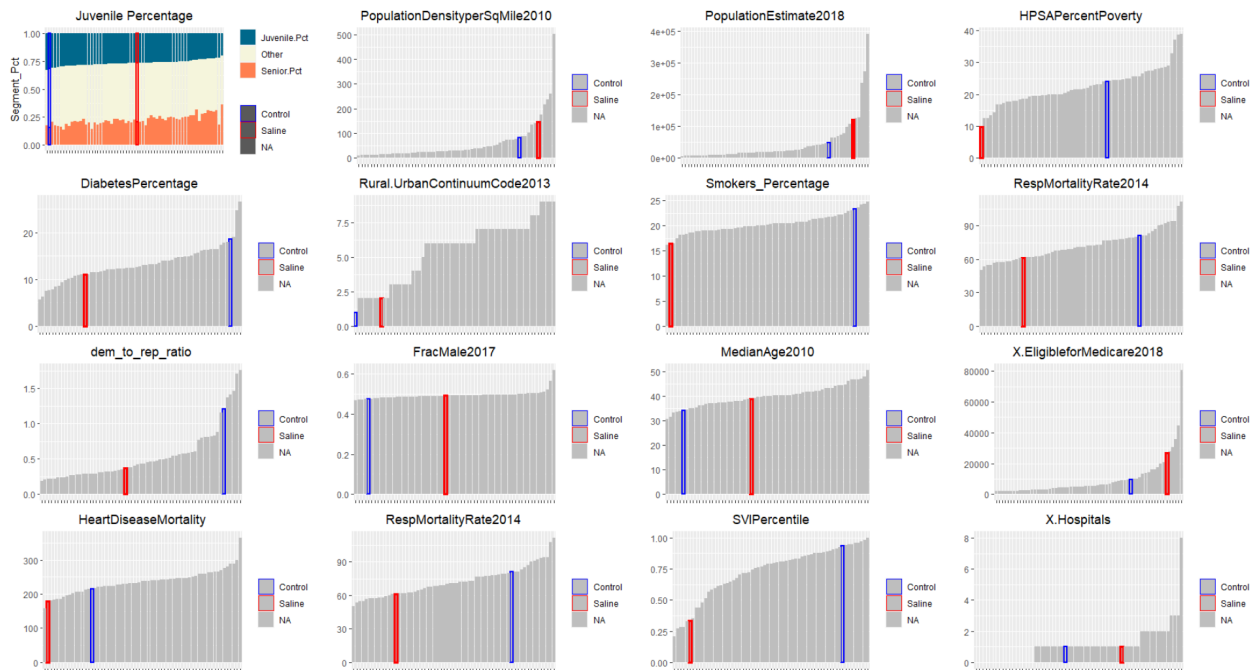 Juvenile Percentage
Segment_Pct
1.00
0.75
0.50
0.25
0.00
Juvenile.Pct
Other
Senior.Pct
Control
Saline
NA
PopulationDensityperSqMile2010
500
400
300
200
100
0
Control
Saline
NA
PopulationEstimate2018
4e+05
3e+05
2e+05
1e+05
0e+00
Control
Saline
NA
HPSAPercentPoverty
40
30
20
10
0
Control
Saline
NA
DiabetesPercentage
20
10
0
Control
Saline
NA
Rural.UrbanContinuumCode2013
7.5
5.0
2.5
0.0
Control
Saline
NA
Smokers_Percentage
25
20
15
10
5
0
Control
Saline
NA
RespMortalityRate2014
90
60
30
0
Control
Saline
NA
dem_to_rep_ratio
1.5
1.0
0.5
0.0
Control
Saline
NA
FracMale2017
0.6
0.4
0.2
0.0
Control
Saline
NA
MedianAge2010
50
40
30
20
10
0
Control
Saline
NA
X.EligibleforMedicare2018
80000
60000
40000
20000
0
Control
Saline
NA
HeartDiseaseMortality
300
200
100
0
Control
Saline
NA
RespMortalityRate2014
90
60
30
0
Control
Saline
NA
SVIPercentile
1.00
0.75
0.50
0.25
0.00
Control
Saline
NA
X.Hospitals
8
6
4
2
0
Control
Saline
NA